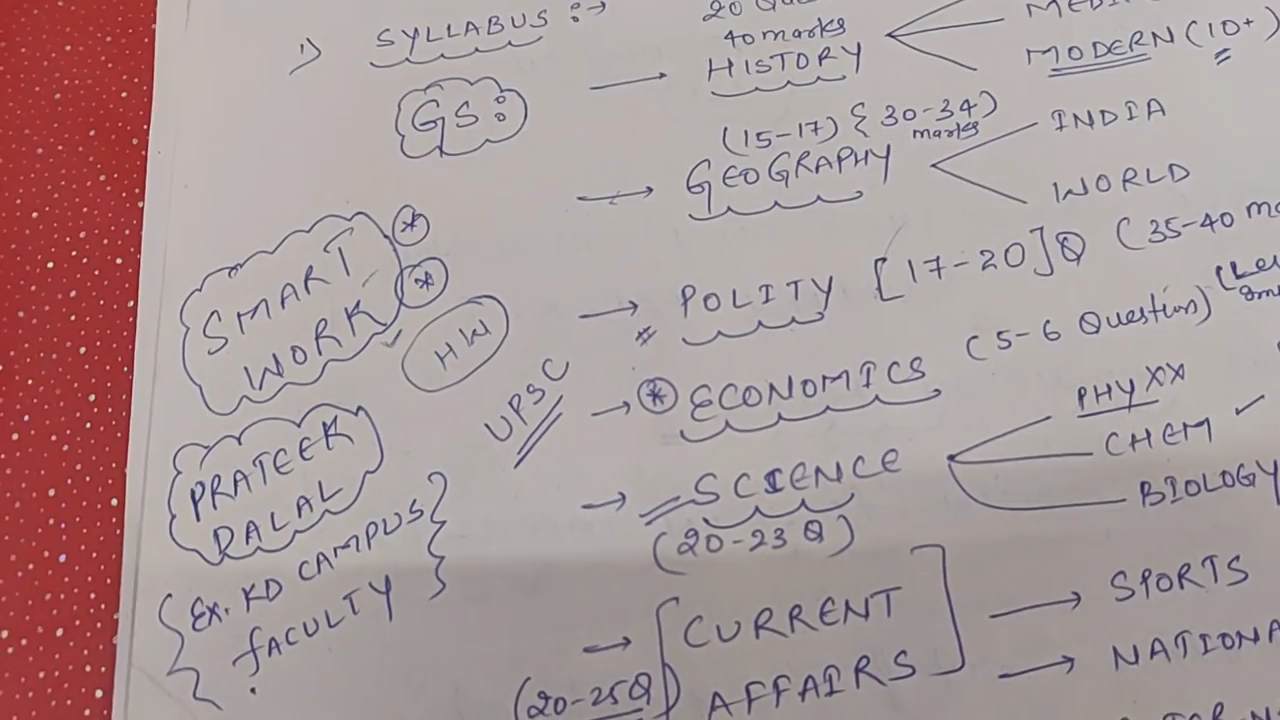 1) SYLLABUS :→
20
40 marks
→ HISTORY
MODERN (10+)
GS:
(15-17) { 30-34)
marks
→ GEOGRAPHY
INDIA
WORLD
SMART
WORK
HW
→ POLITY [17-20]Q (35-40
→ ECONOMICS (5-6 Question)
UPSC
→ SCIENCE
(20-23 Q)
PHY XX
CHEM ✓
BIOLOGY
PRATEEK
DALAL
{ Ex. KD CAMPUS }
faculty.
→ [CURRENT
AFFAIRS]
(20-25Q)
→ SPORTS
→ NATIONA